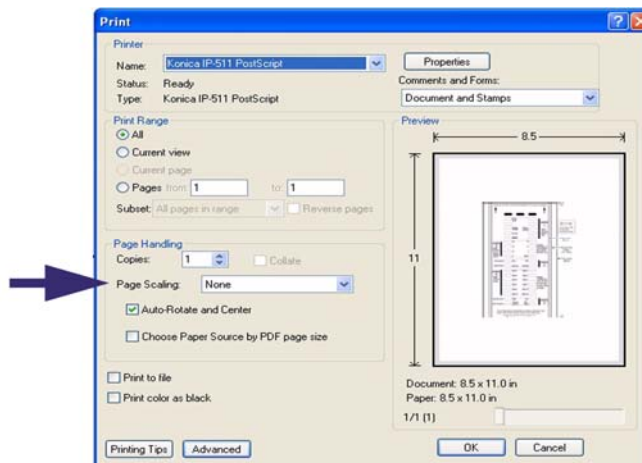 Print
Printer
Name: Konica IP-511 PostScript
Properties
Status: Ready
Comments and Forms:
Type: Konica IP-511 PostScript
Document and Stamps
Print Range
All
Current view
Current page
Pages from: 1 to: 1
Subset: All pages in range
Reverse pages
Page Handling
Copies: 1
Collate
Page Scaling: None
Auto-Rotate and Center
Choose Paper Source by PDF page size
Print to file
Print color as black
Preview
8.5
11
Document: 8.5 x 11.0 in
Paper: 8.5 x 11.0 in
1/1 (1)
Printing Tips
Advanced
OK
Cancel